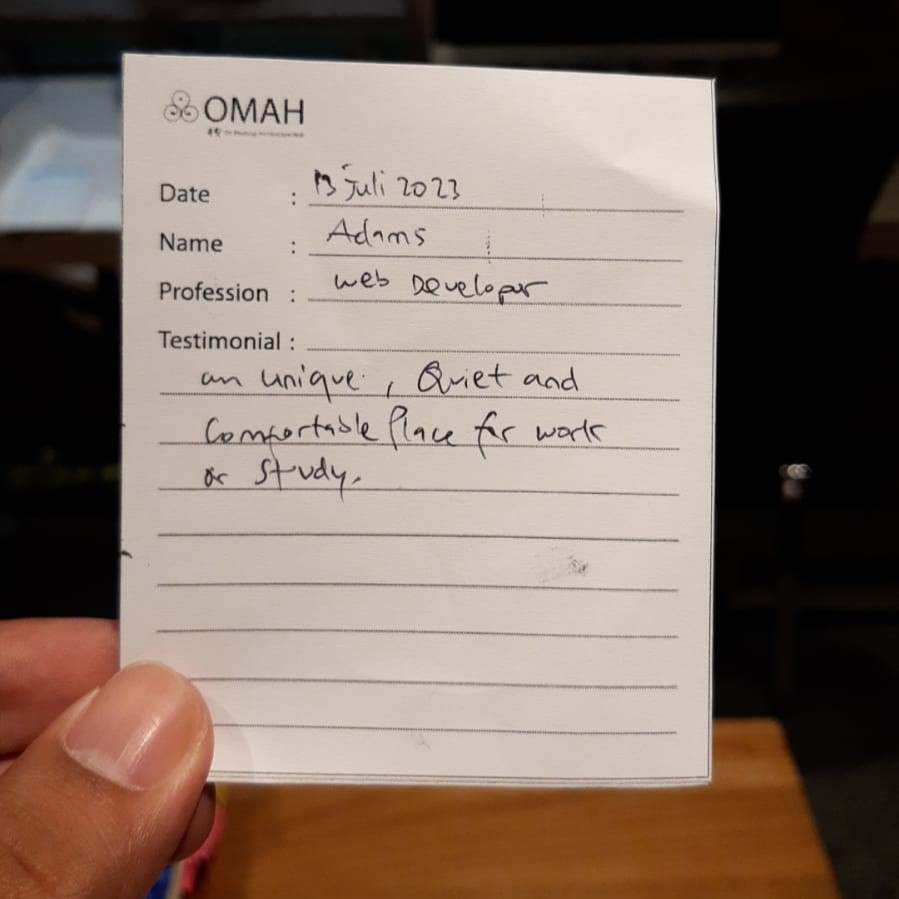 OMAH
Date : 13 Juli 2023
Name : Adams
Profession : Web Developer
Testimonial :
an unique, Quiet and
Comfortable Place for work
or study.